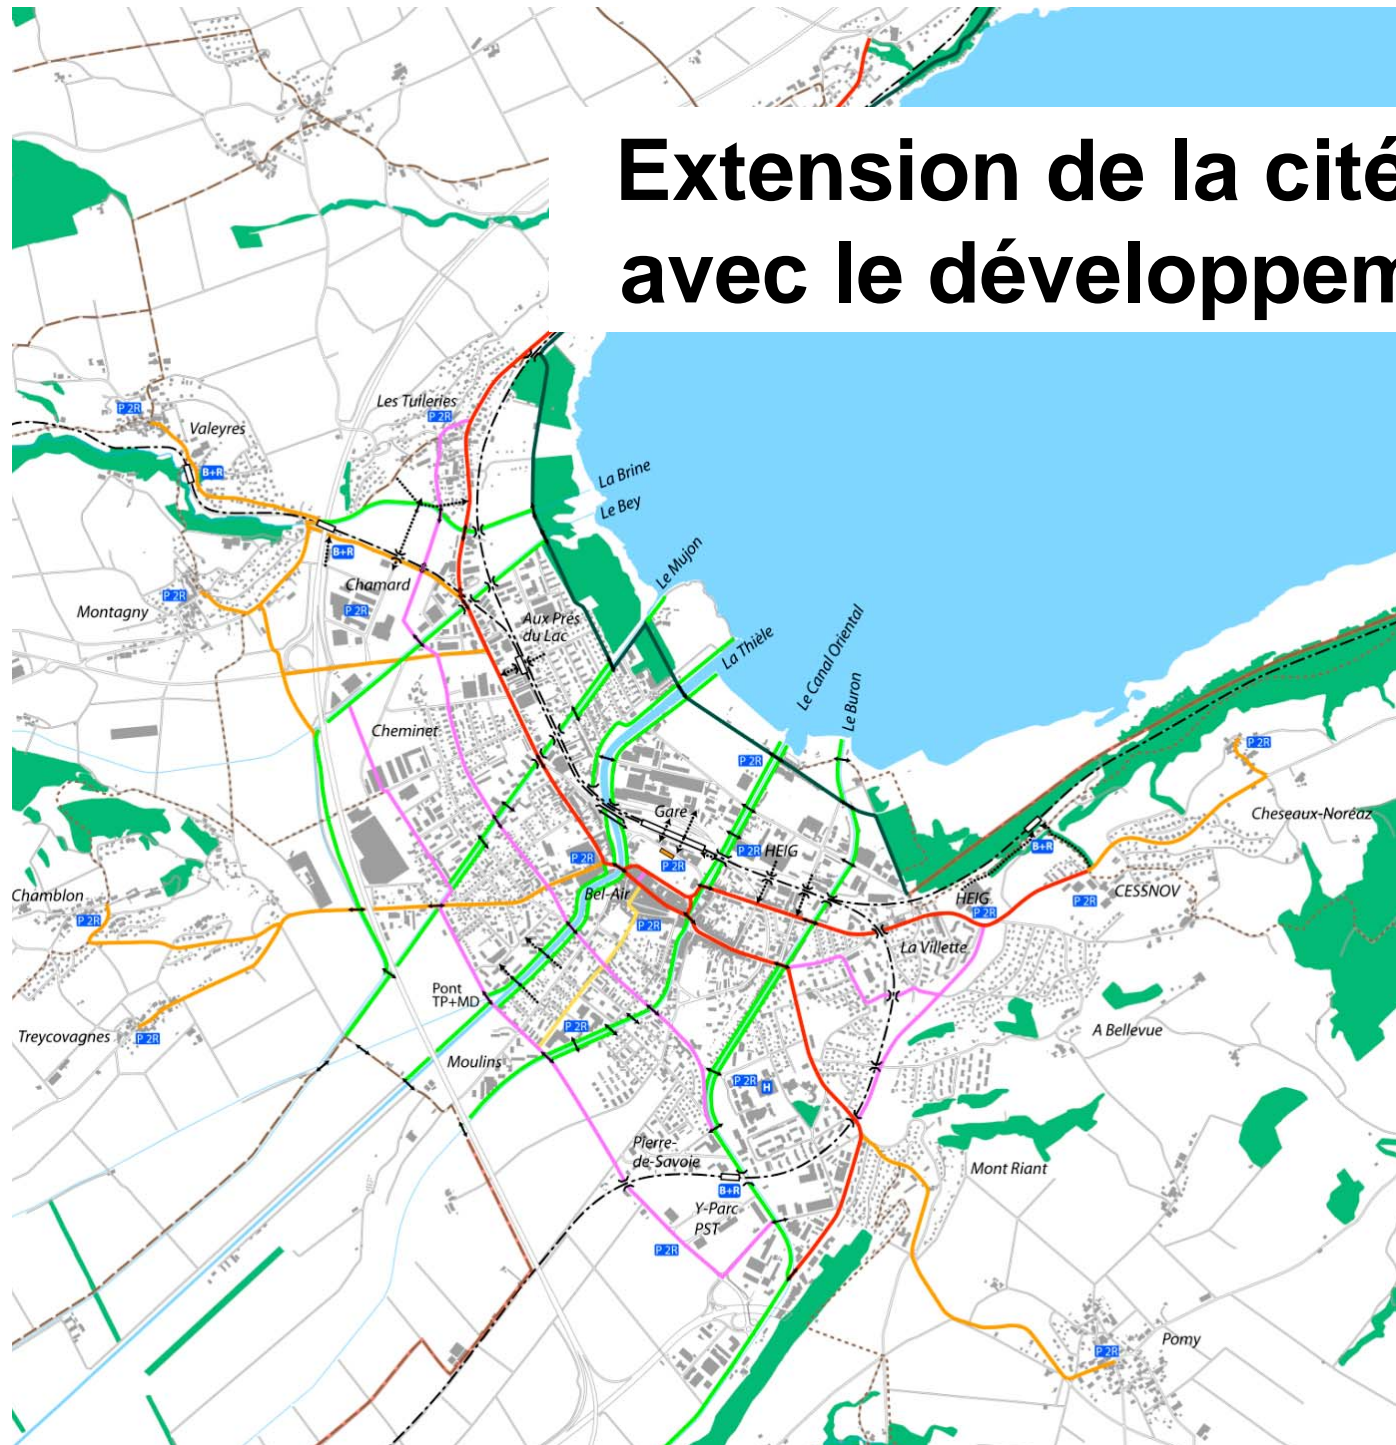 Extension de la cité
avec le développem
Les Tuileries
P 2R
P 2R
Valeyres
B+R
La Brine
Le Bey
B+R
Chamard
Le Mujon
P 2R
Montagny
P 2R
Aux Prés
du Lac
La Thièle
Le Canal Oriental
Le Buron
Cheminet
P 2R
P 2R
Cheseaux-Noréaz
Gare
B+R
P 2R
HEIG
P 2R
P 2R
Bel-Air
Chamblon
P 2R
CESSNOV
P 2R
HEIG
P 2R
P 2R
La Villette
Pont
TP+MD
P 2R
Treycovagnes
P 2R
A Bellevue
Moulins
P 2R
H
Pierre-
de-Savoie
Mont Riant
B+R
Y-Parc
PST
P 2R
Pomy
P 2R